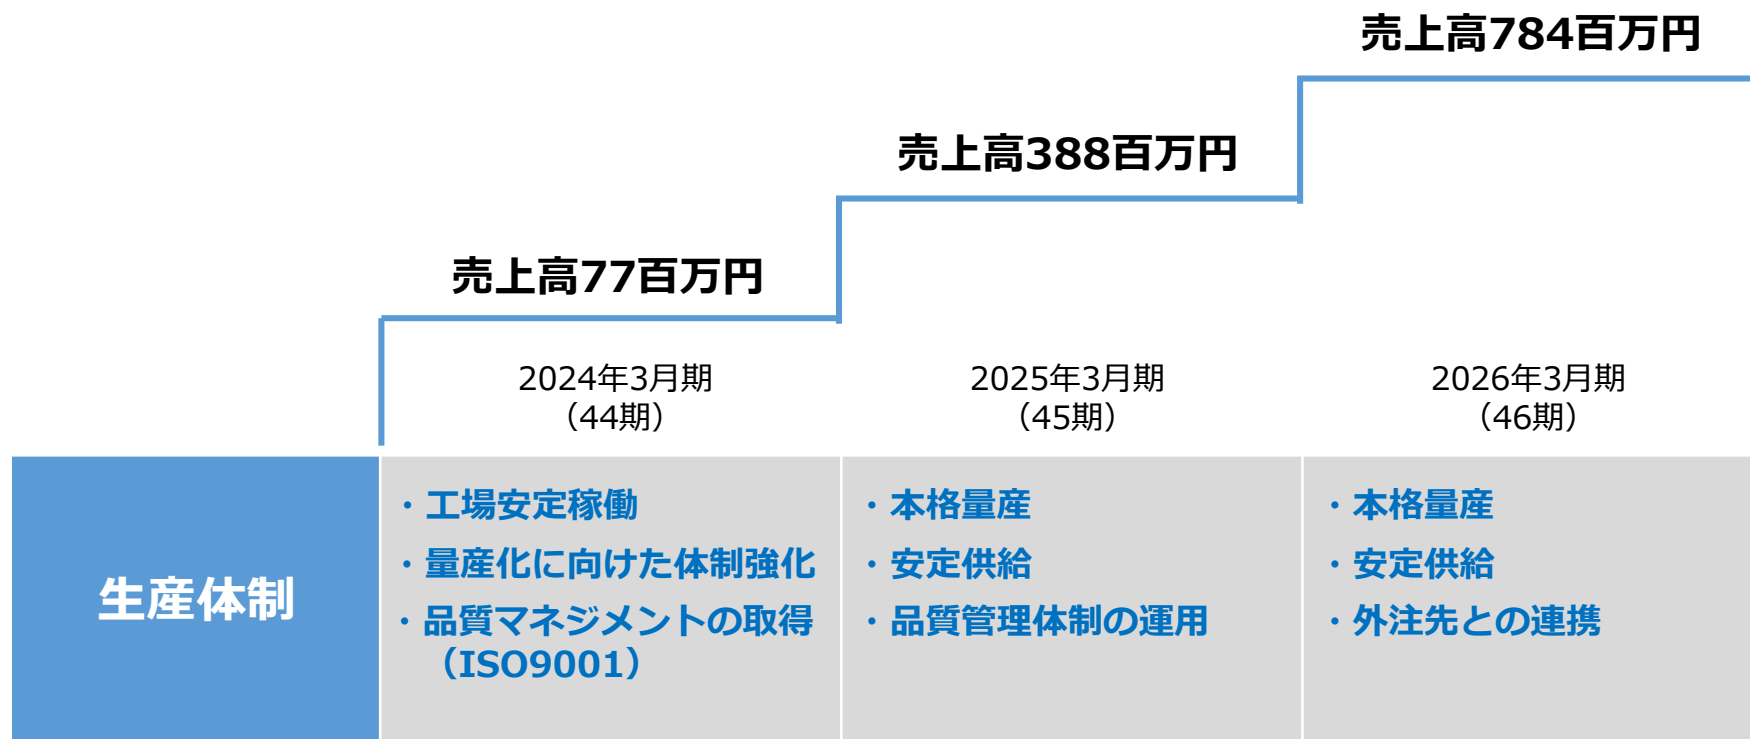 売上高784百万円
売上高388百万円
売上高77百万円
2024年3月期
（44期）
2025年3月期
（45期）
2026年3月期
（46期）
生産体制
・工場安定稼働
・量産化に向けた体制強化
・品質マネジメントの取得
（ISO9001）
・本格量産
・安定供給
・品質管理体制の運用
・本格量産
・安定供給
・外注先との連携